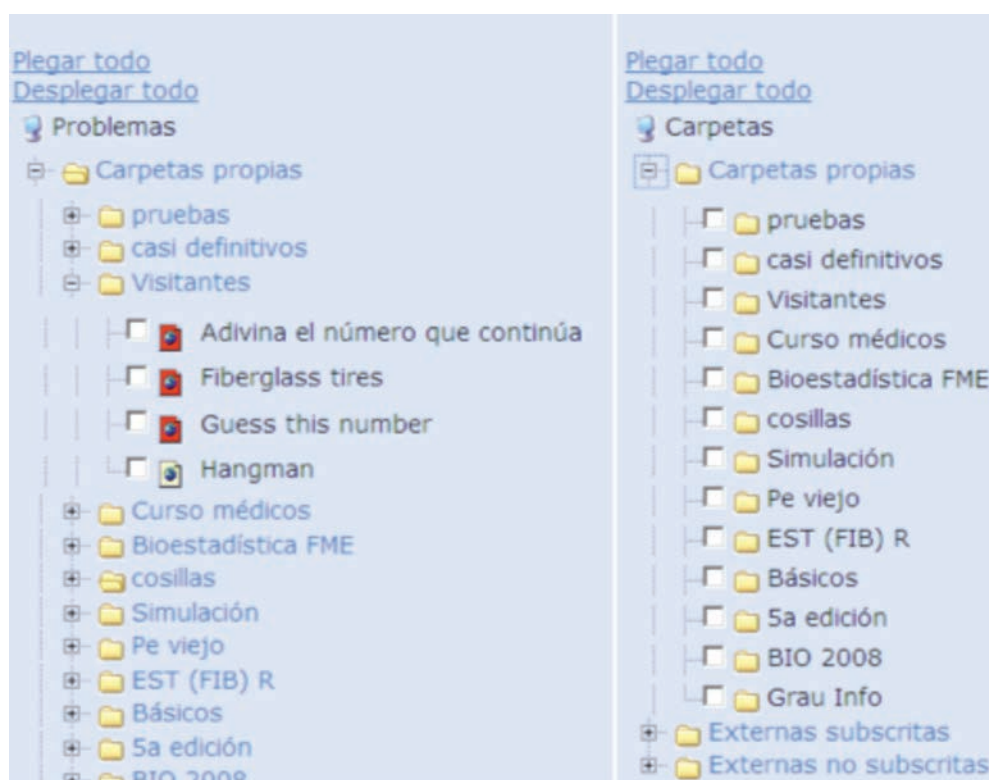 Plegar todo
Desplegar todo
Problemas
Carpetas propias
pruebas
casi definitivos
Visitantes
Adivina el número que continúa
Fiberglass tires
Guess this number
Hangman
Curso médicos
Bioestadística FME
cosillas
Simulación
Pe viejo
EST (FIB) R
Básicos
5a edición
BIO 2008
Plegar todo
Desplegar todo
Carpetas
Carpetas propias
pruebas
casi definitivos
Visitantes
Curso médicos
Bioestadística FME
cosillas
Simulación
Pe viejo
EST (FIB) R
Básicos
5a edición
BIO 2008
Grau Info
Externas subscritas
Externas no subscritas